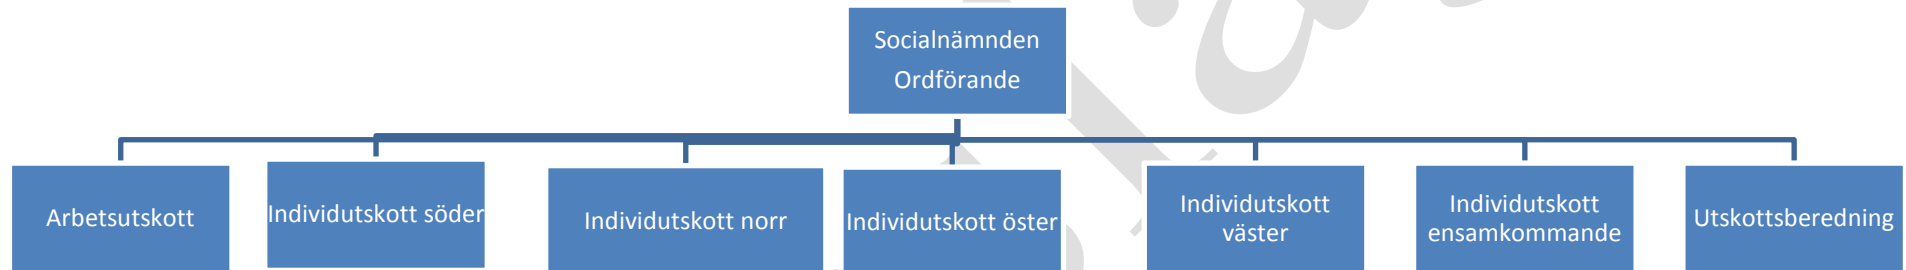 Socialnämnden
Ordförande
Arbetsutskott
Individutskott söder
Individutskott norr
Individutskott öster
Individutskott
väster
Individutskott
ensamkommande
Utskottsberedning